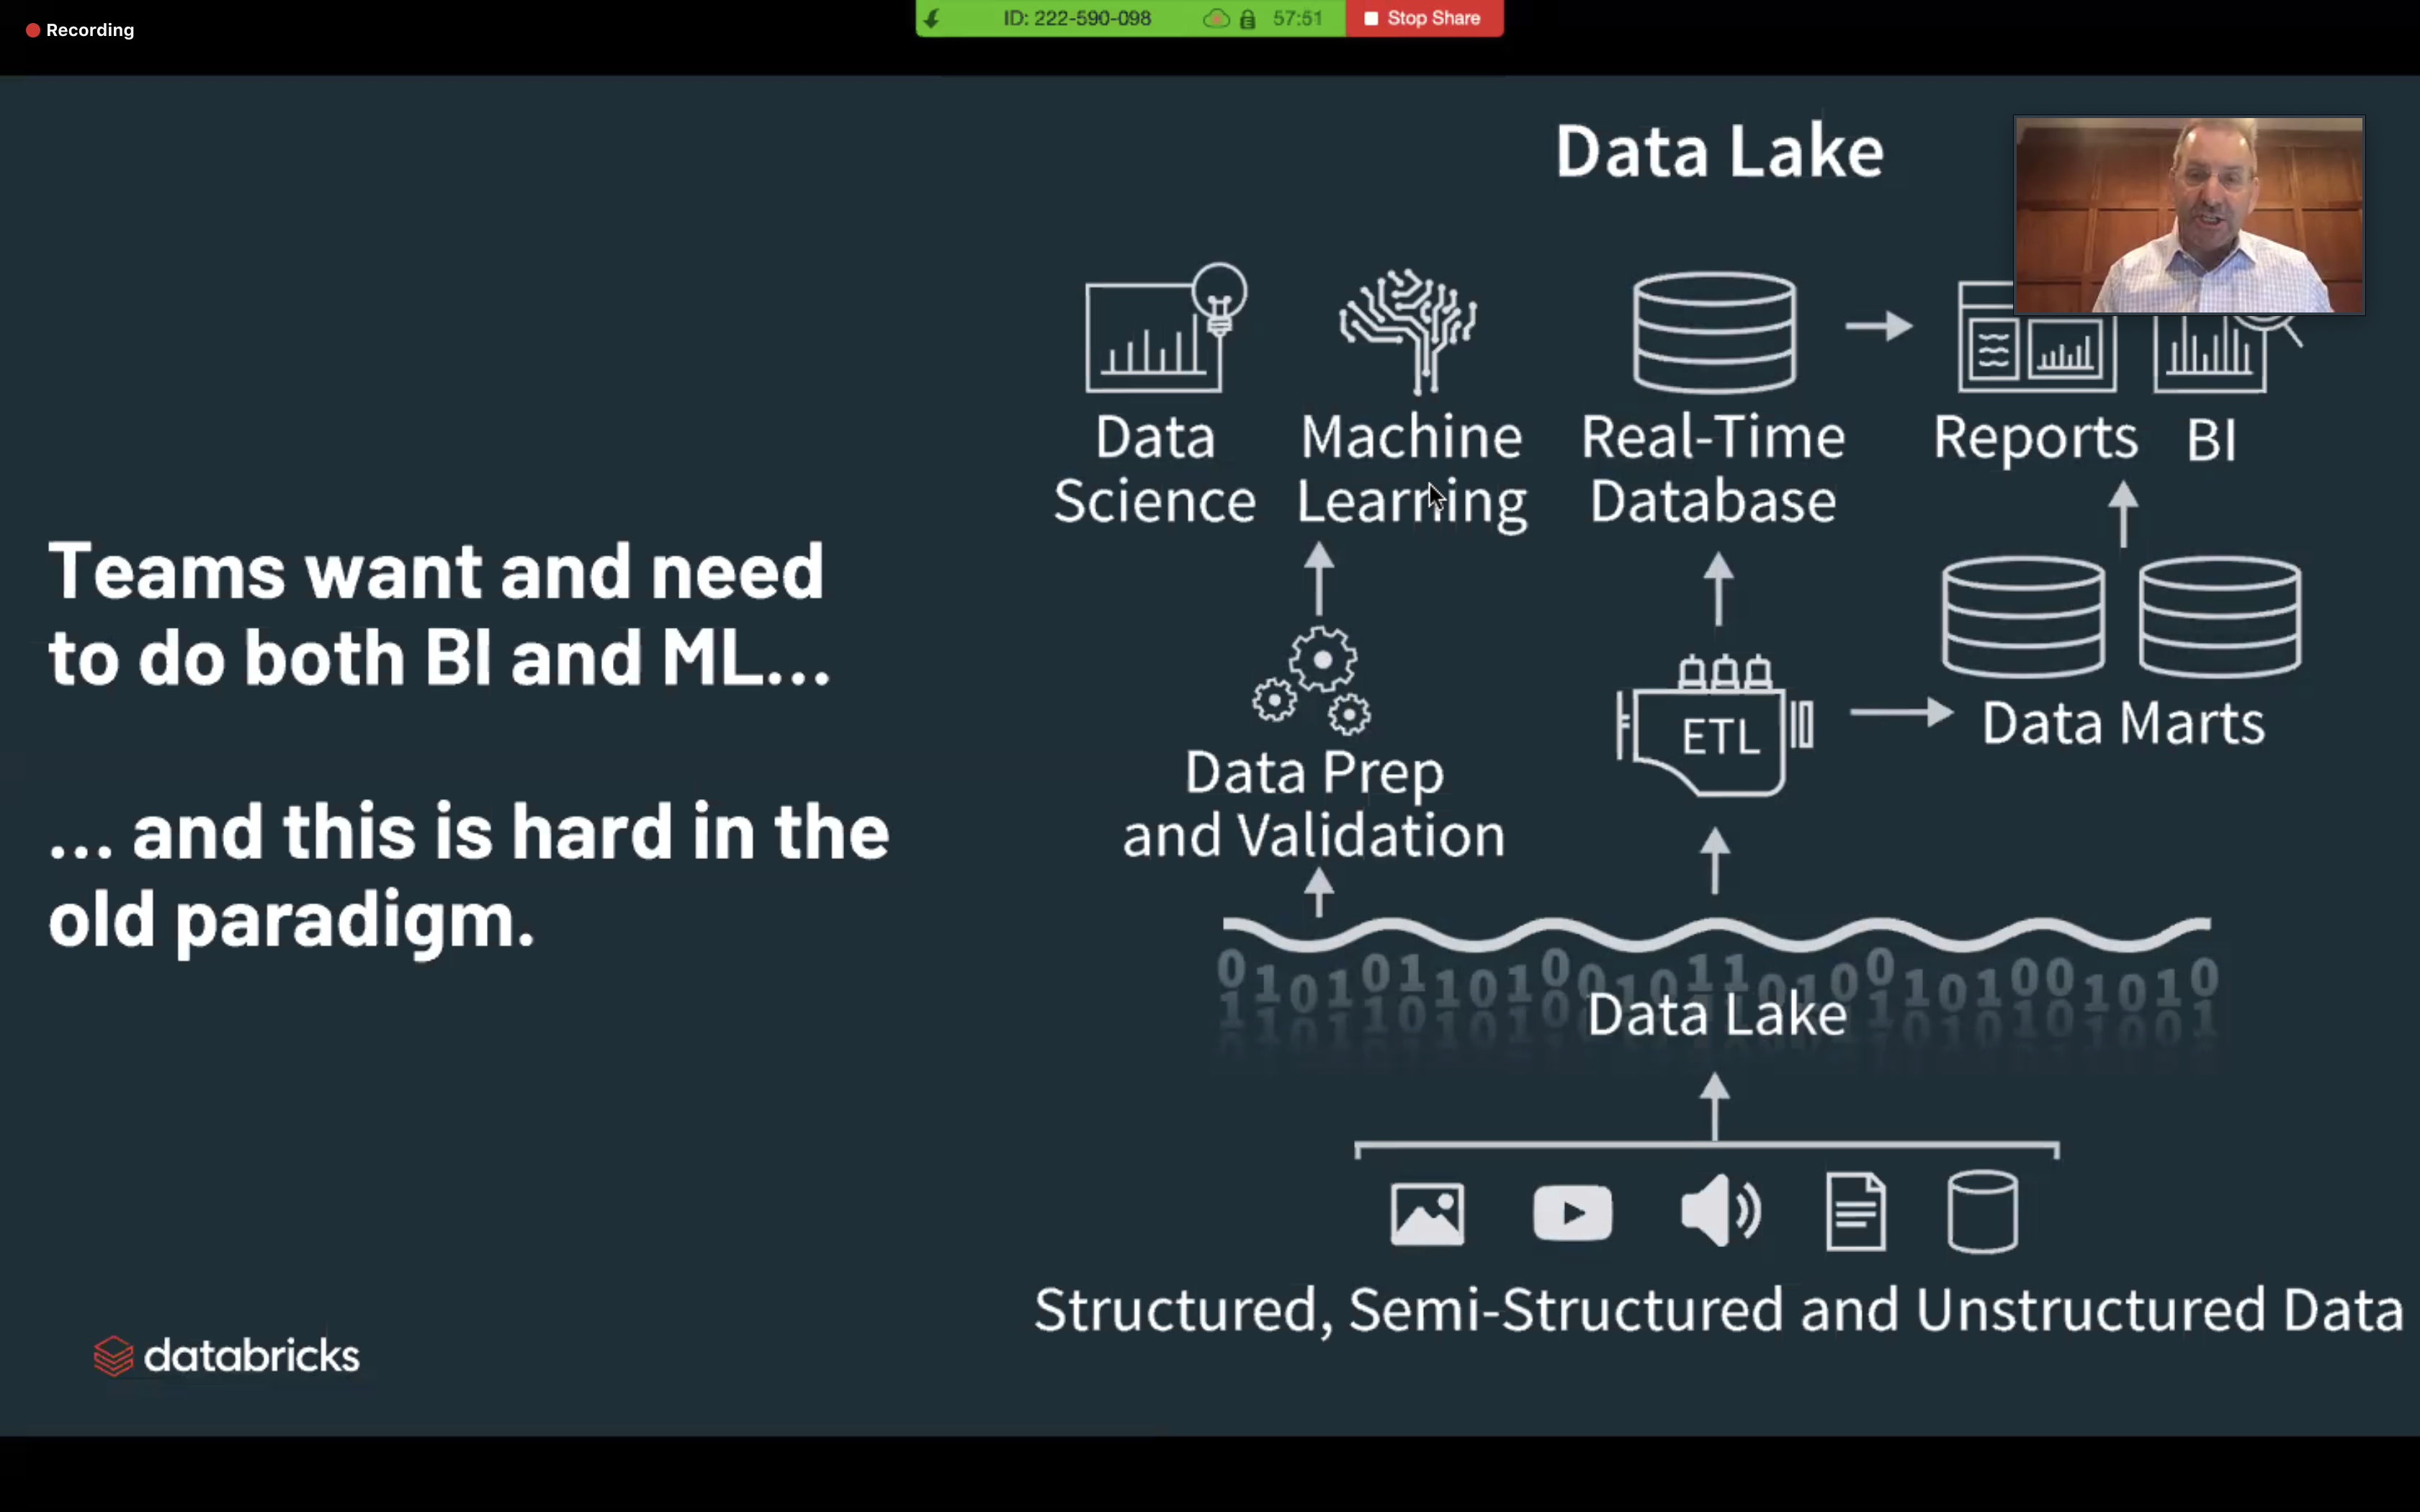 Recording
ID: 222-590-098
57:51
Stop Share
Data Lake
Teams want and need
to do both BI and ML...
... and this is hard in the
old paradigm.
Data
Science
Machine
Learning
Real-Time
Database
Reports
BI
Data Prep
and Validation
ETL
Data Marts
Data Lake
Structured, Semi-Structured and Unstructured Data
databricks